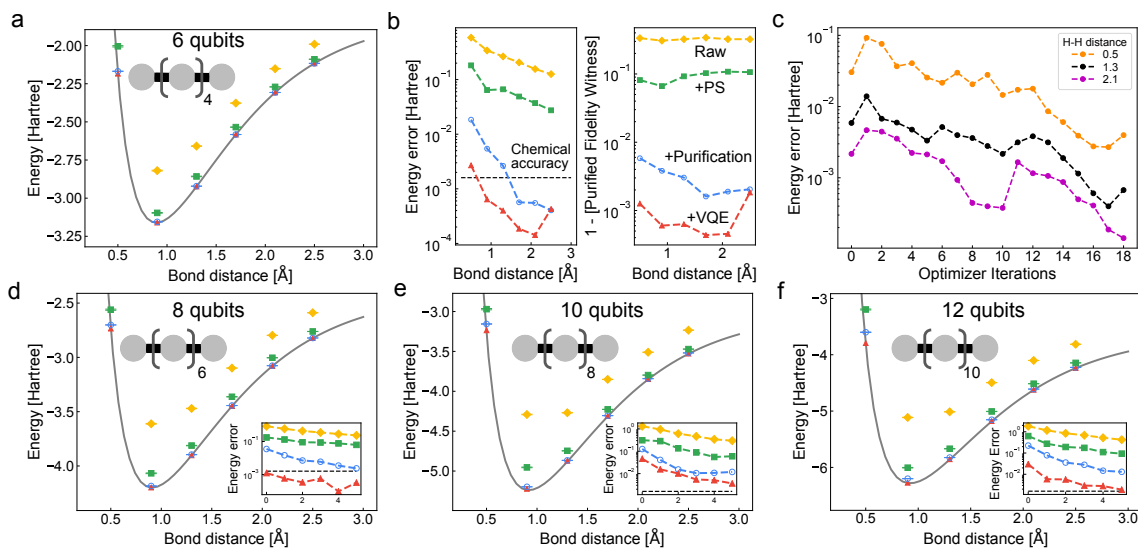 a
6 qubits
4
−2.00
−2.25
−2.50
−2.75
−3.00
−3.25
Energy [Hartree]
0.5 1.0 1.5 2.0 2.5 3.0
Bond distance [Å]
b
10⁻¹
10⁻²
10⁻³
10⁻⁴
Energy error [Hartree]
Chemical
accuracy
1 2 3
Bond distance [Å]
1 - [Purified Fidelity Witness]
10⁻¹
10⁻²
10⁻³
Raw
+PS
+Purification
+VQE
1 2
Bond distance [Å]
c
H-H distance
0.5
1.3
2.1
10⁻¹
10⁻²
10⁻³
Energy error [Hartree]
0 2 4 6 8 10 12 14 16 18
Optimizer Iterations
d
8 qubits
6
−2.5
−3.0
−3.5
−4.0
Energy [Hartree]
Energy error
10⁻¹
10⁻³
0 2 4
0.5 1.0 1.5 2.0 2.5 3.0
Bond distance [Å]
e
10 qubits
8
−3.0
−3.5
−4.0
−4.5
−5.0
Energy [Hartree]
Energy error
10⁰
10⁻¹
10⁻²
0 2 4
0.5 1.0 1.5 2.0 2.5 3.0
Bond distance [Å]
f
12 qubits
10
−3
−4
−5
−6
Energy [Hartree]
Energy Error
10⁰
10⁻¹
10⁻²
0 2 4
0.5 1.0 1.5 2.0 2.5 3.0
Bond distance [Å]